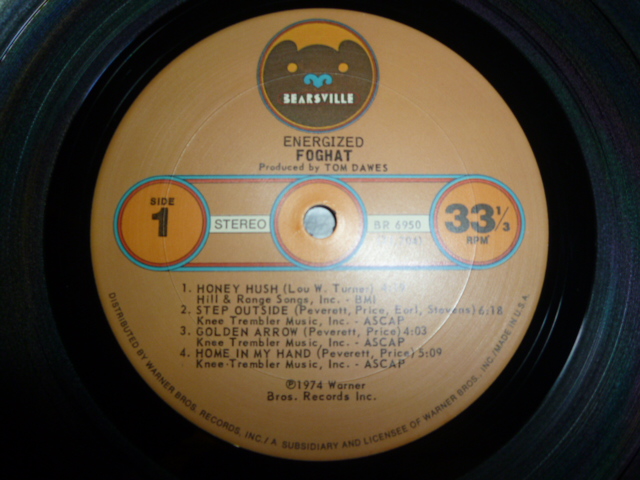 BEARSVILLE
ENERGIZED
FOGHAT
Produced by TOM DAWES
SIDE
1
STEREO
BR 6950
33 1/3
RPM
1. HONEY HUSH (Lou W. Turner)
Hill & Range Songs, Inc. - BMI
2. STEP OUTSIDE (Peverett, Price, Earl, Stevens) 6:18
Knee Trembler Music, Inc. - ASCAP
3. GOLDEN ARROW (Peverett, Price) 4:03
Knee Trembler Music, Inc. - ASCAP
4. HOME IN MY HAND (Peverett, Price) 5:09
Knee Trembler Music, Inc. - ASCAP
℗1974 Warner
Bros. Records Inc.
DISTRIBUTED BY WARNER BROS. RECORDS, INC./A SUBSIDIARY AND LICENSEE OF WARNER BROS., INC./MADE IN U.S.A.